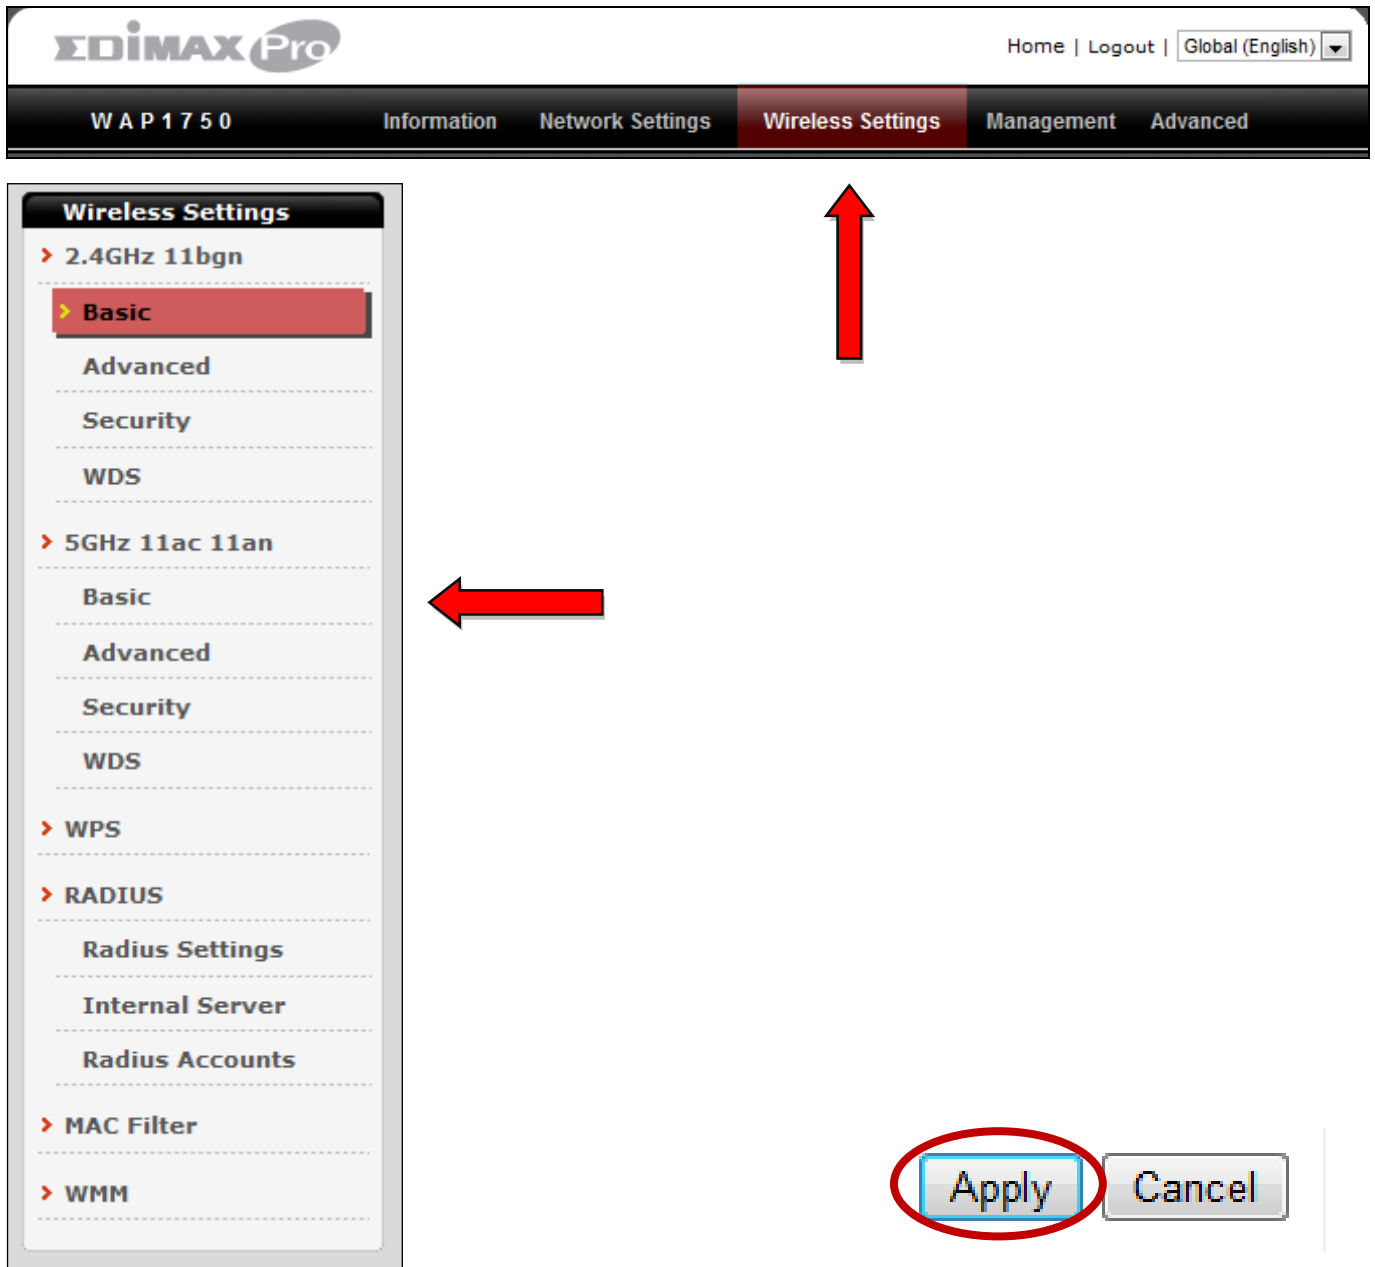 EDIMAX Pro
Home | Logout | Global (English)
WAP1750 Information Network Settings Wireless Settings Management Advanced
Wireless Settings
2.4GHz 11bgn
Basic
Advanced
Security
WDS
5GHz 11ac 11an
Basic
Advanced
Security
WDS
WPS
RADIUS
Radius Settings
Internal Server
Radius Accounts
MAC Filter
WMM
Apply Cancel